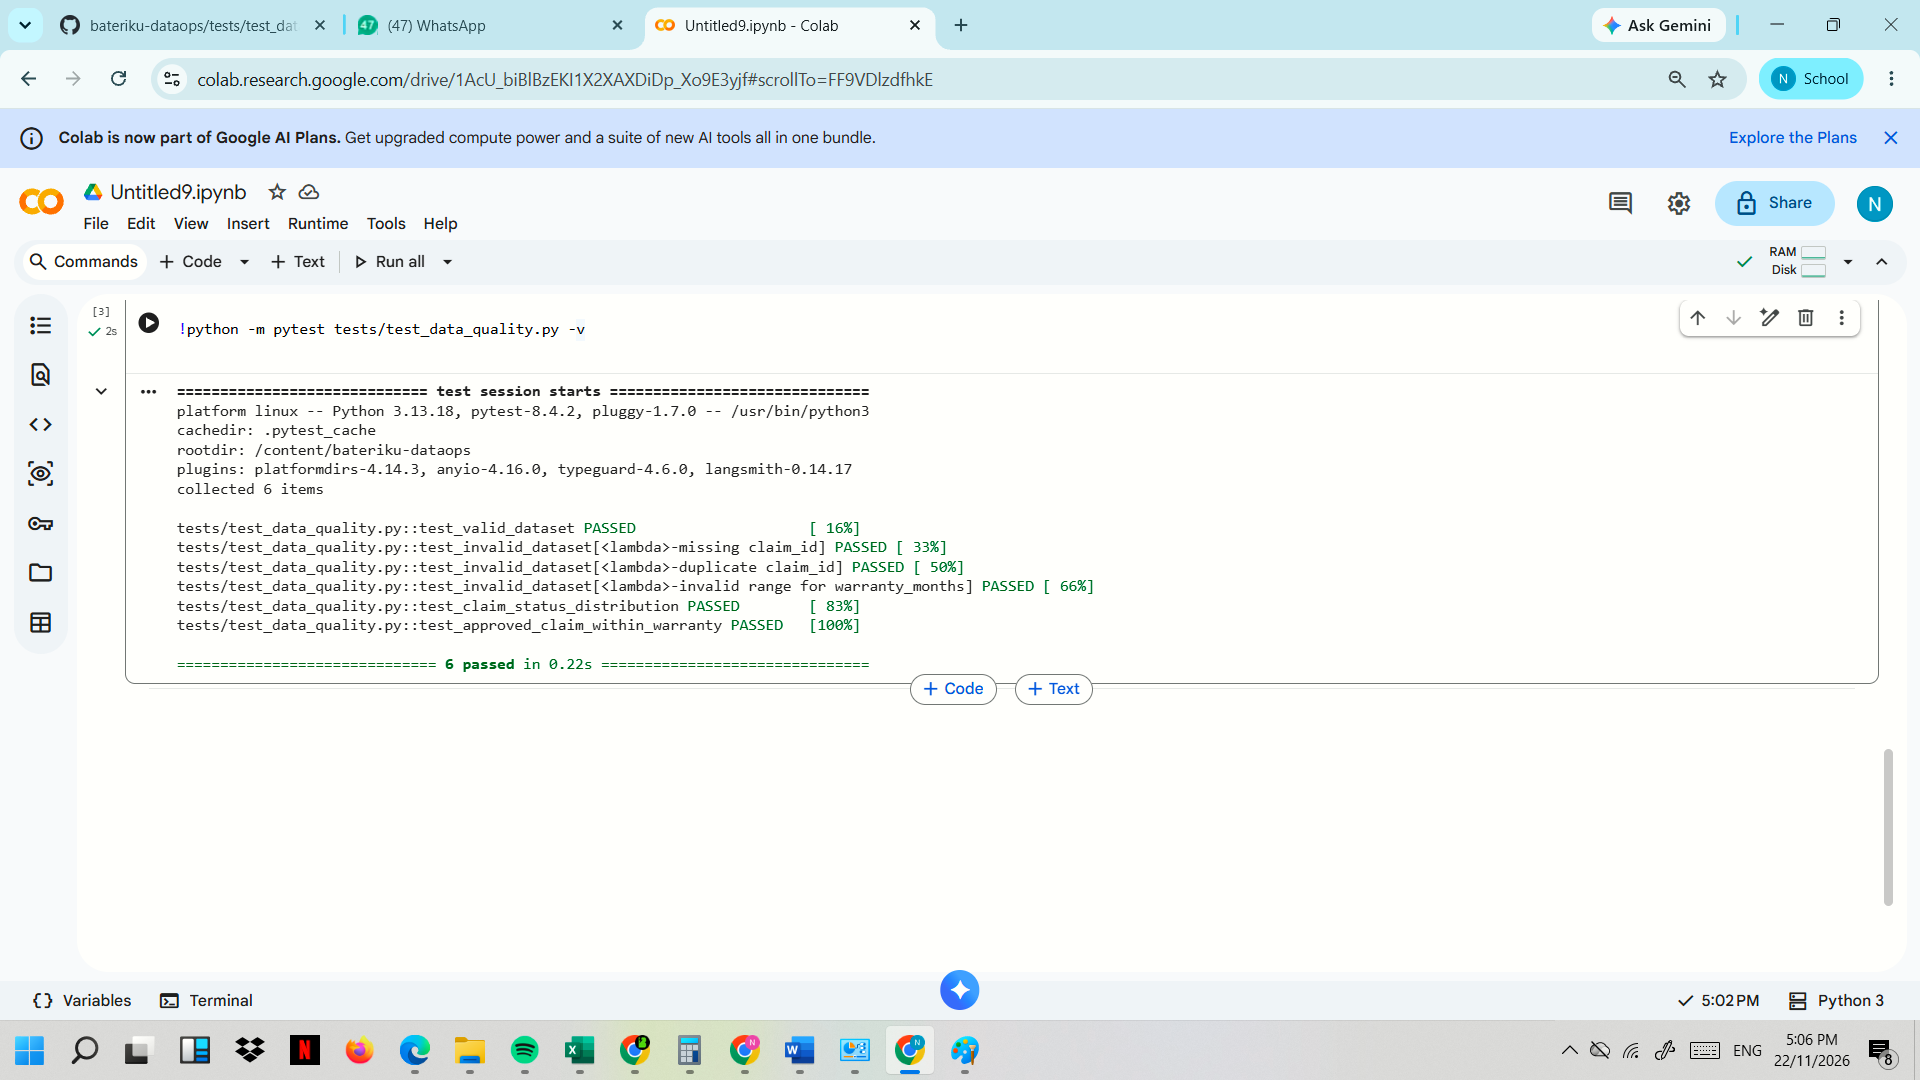 bateriku-dataops/tests/test_dat
47
(47) WhatsApp
Untitled9.ipynb - Colab
Ask Gemini
colab.research.google.com/drive/1AcU_biBlBzEKI1X2XAXDiDp_Xo9E3yjf#scrollTo=FF9VDlzdfhkE
N School
Colab is now part of Google AI Plans. Get upgraded compute power and a suite of new AI tools all in one bundle.
Explore the Plans
Untitled9.ipynb
File Edit View Insert Runtime Tools Help
Share
N
Commands + Code + Text Run all
RAM
Disk
[3]
2s
!python -m pytest tests/test_data_quality.py -v
============================= test session starts ==============================
platform linux -- Python 3.13.18, pytest-8.4.2, pluggy-1.7.0 -- /usr/bin/python3
cachedir: .pytest_cache
rootdir: /content/bateriku-dataops
plugins: platformdirs-4.14.3, anyio-4.16.0, typeguard-4.6.0, langsmith-0.14.17
collected 6 items
tests/test_data_quality.py::test_valid_dataset PASSED [ 16%]
tests/test_data_quality.py::test_invalid_dataset[<lambda>-missing claim_id] PASSED [ 33%]
tests/test_data_quality.py::test_invalid_dataset[<lambda>-duplicate claim_id] PASSED [ 50%]
tests/test_data_quality.py::test_invalid_dataset[<lambda>-invalid range for warranty_months] PASSED [ 66%]
tests/test_data_quality.py::test_claim_status_distribution PASSED [ 83%]
tests/test_data_quality.py::test_approved_claim_within_warranty PASSED [100%]
============================== 6 passed in 0.22s ===============================
+ Code + Text
{} Variables Terminal
5:02 PM Python 3
ENG
5:06 PM
22/11/2026
8